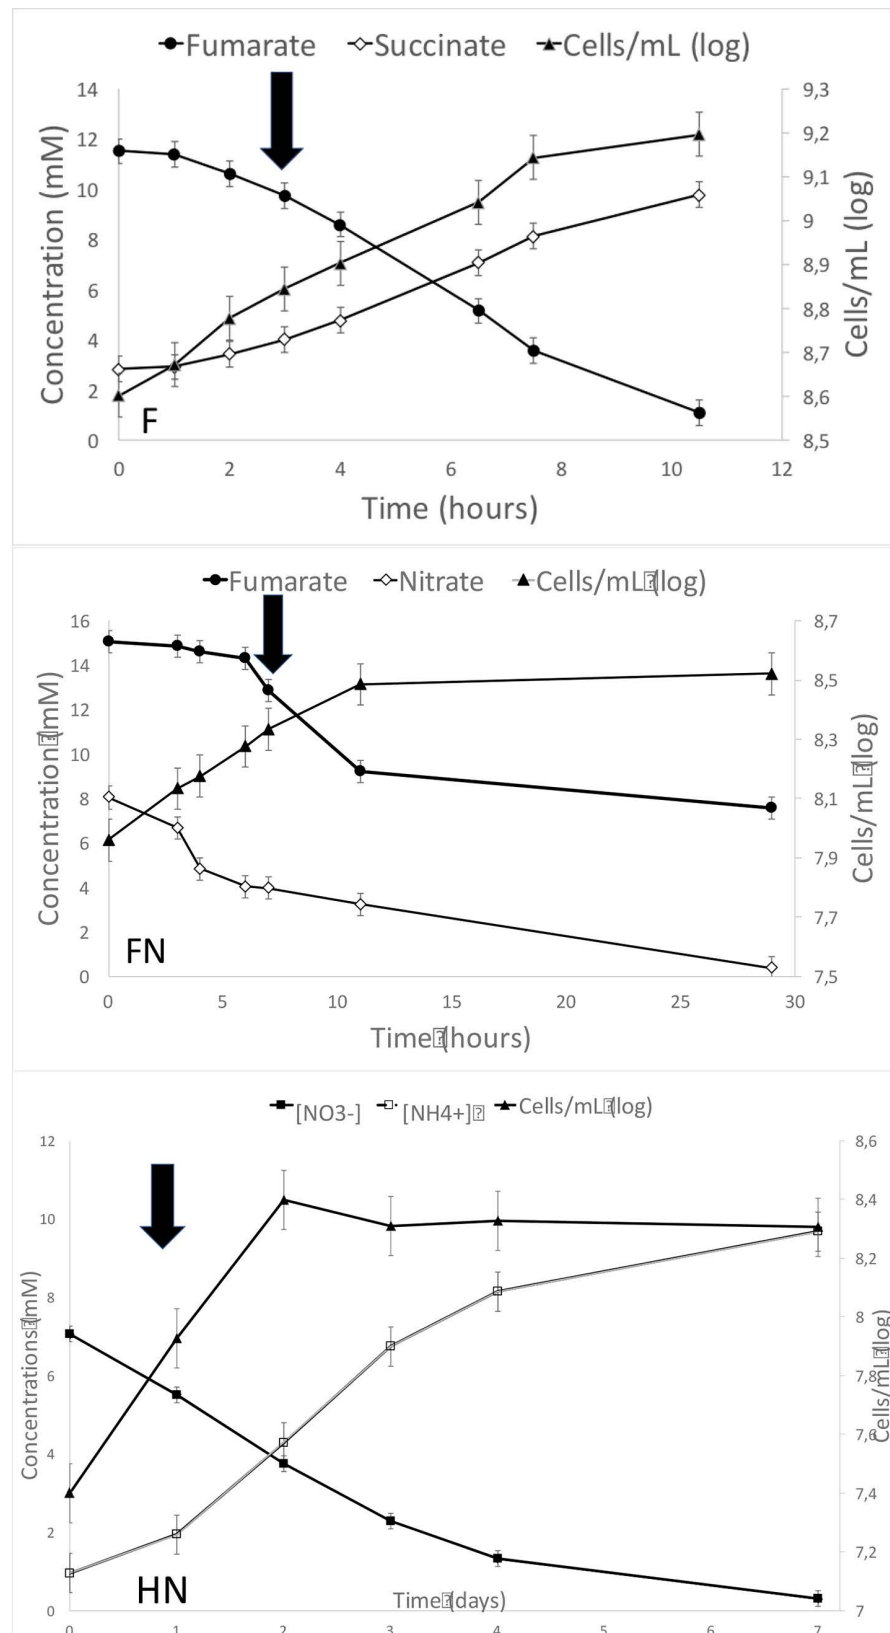 Fumarate Succinate Cells/mL (log)
14 12 10 8 6 4 2 0
Concentration (mM)
9,3 9,2 9,1 9 8,9 8,8 8,7 8,6 8,5
Cells/mL (log)
F
0 2 4 6 8 10 12
Time (hours)
Fumarate Nitrate Cells/mL (log)
16 14 12 10 8 6 4 2 0
Concentration (mM)
8,7 8,5 8,3 8,1 7,9 7,7 7,5
Cells/mL (log)
FN
0 5 10 15 20 25 30
Time (hours)
[NO3-] [NH4+] Cells/mL (log)
12 10 8 6 4 2 0
Concentrations (mM)
8,6 8,4 8,2 8 7,8 7,6 7,4 7,2 7
Cells/mL (log)
HN
Time (days)
0 1 2 3 4 5 6 7